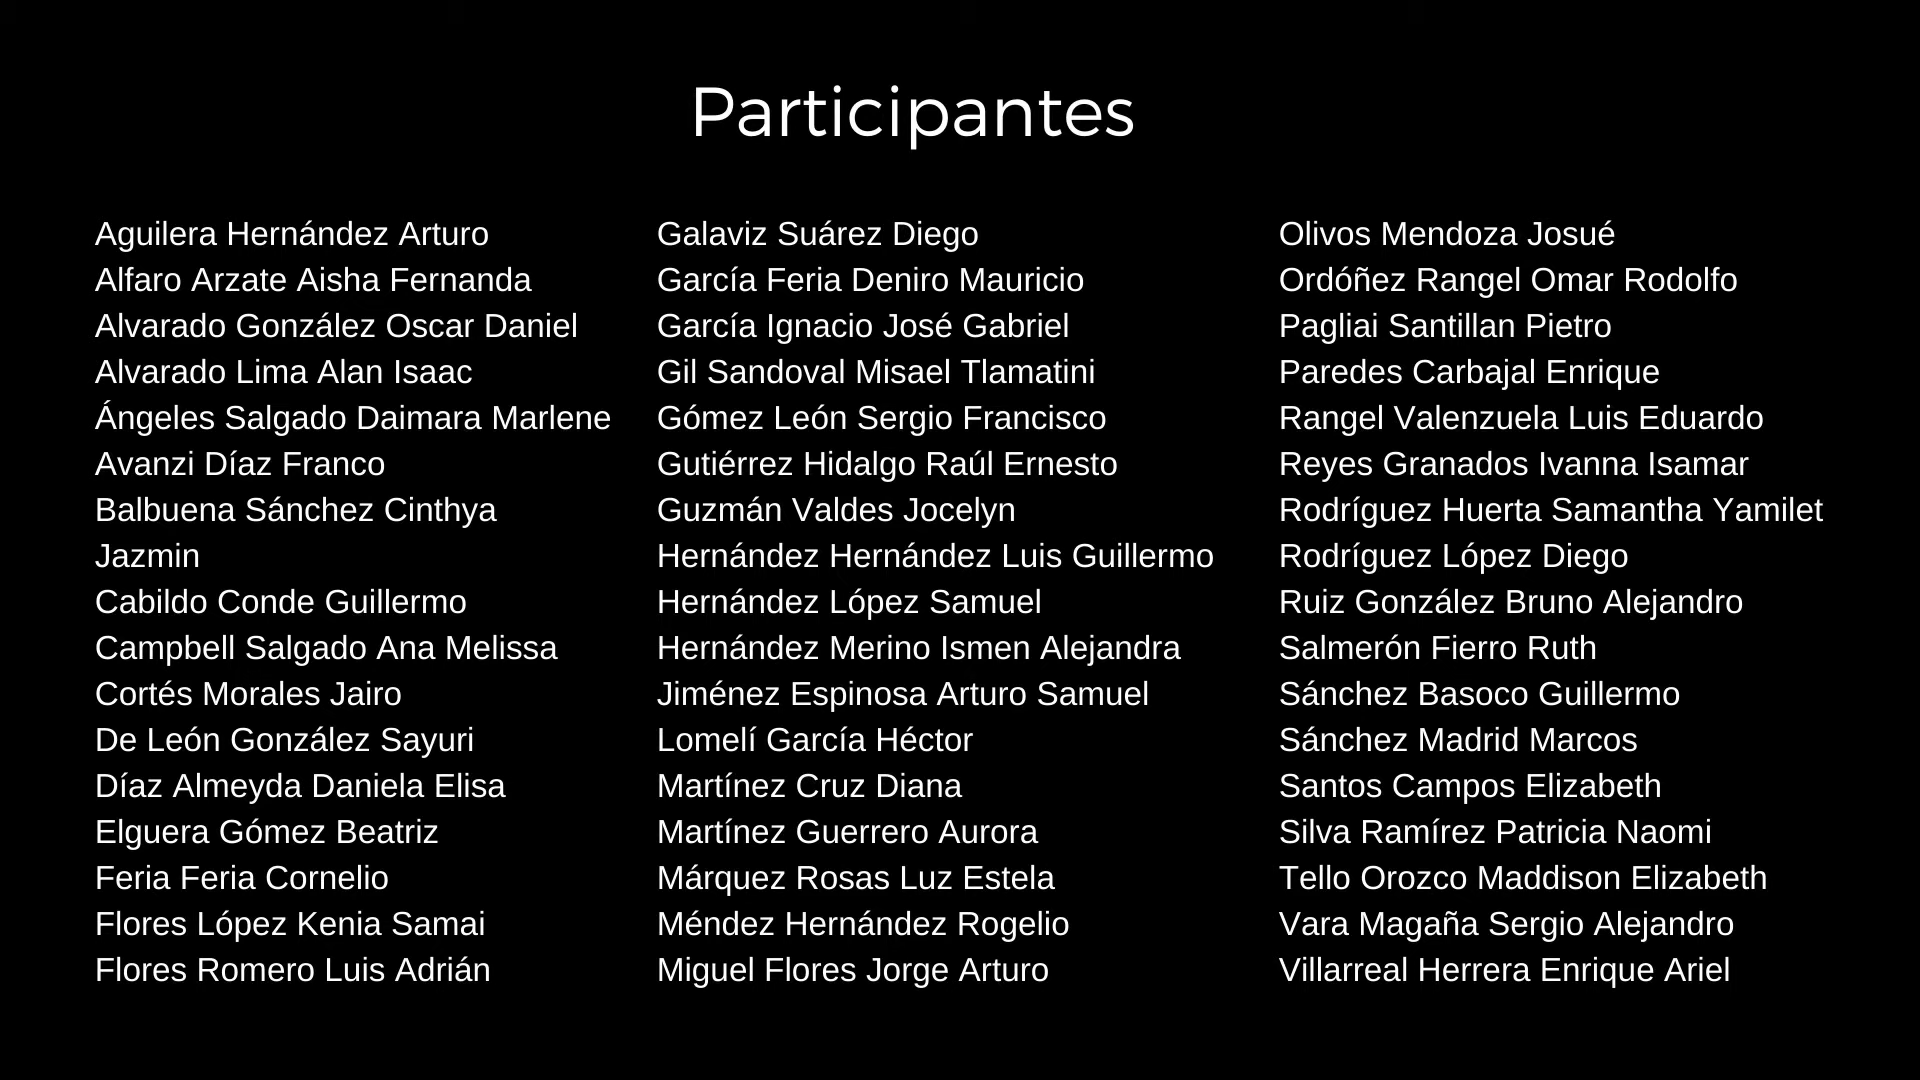 Participantes
Aguilera Hernández Arturo
Alfaro Arzate Aisha Fernanda
Alvarado González Oscar Daniel
Alvarado Lima Alan Isaac
Ángeles Salgado Daimara Marlene
Avanzi Díaz Franco
Balbuena Sánchez Cinthya
Jazmin
Cabildo Conde Guillermo
Campbell Salgado Ana Melissa
Cortés Morales Jairo
De León González Sayuri
Díaz Almeyda Daniela Elisa
Elguera Gómez Beatriz
Feria Feria Cornelio
Flores López Kenia Samai
Flores Romero Luis Adrián
Galaviz Suárez Diego
García Feria Deniro Mauricio
García Ignacio José Gabriel
Gil Sandoval Misael Tlamatini
Gómez León Sergio Francisco
Gutiérrez Hidalgo Raúl Ernesto
Guzmán Valdes Jocelyn
Hernández Hernández Luis Guillermo
Hernández López Samuel
Hernández Merino Ismen Alejandra
Jiménez Espinosa Arturo Samuel
Lomelí García Héctor
Martínez Cruz Diana
Martínez Guerrero Aurora
Márquez Rosas Luz Estela
Méndez Hernández Rogelio
Miguel Flores Jorge Arturo
Olivos Mendoza Josué
Ordóñez Rangel Omar Rodolfo
Pagliai Santillan Pietro
Paredes Carbajal Enrique
Rangel Valenzuela Luis Eduardo
Reyes Granados Ivanna Isamar
Rodríguez Huerta Samantha Yamilet
Rodríguez López Diego
Ruiz González Bruno Alejandro
Salmerón Fierro Ruth
Sánchez Basoco Guillermo
Sánchez Madrid Marcos
Santos Campos Elizabeth
Silva Ramírez Patricia Naomi
Tello Orozco Maddison Elizabeth
Vara Magaña Sergio Alejandro
Villarreal Herrera Enrique Ariel